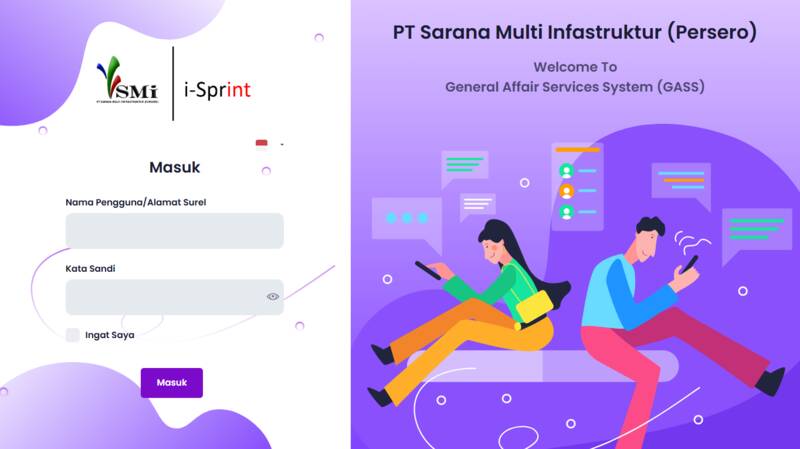 SMi
PT SARANA MULTI INFRASTRUKTUR (PERSERO)
i-Sprint
Masuk
Nama Pengguna/Alamat Surel
Kata Sandi
Ingat Saya
Masuk
PT Sarana Multi Infastruktur (Persero)
Welcome To
General Affair Services System (GASS)